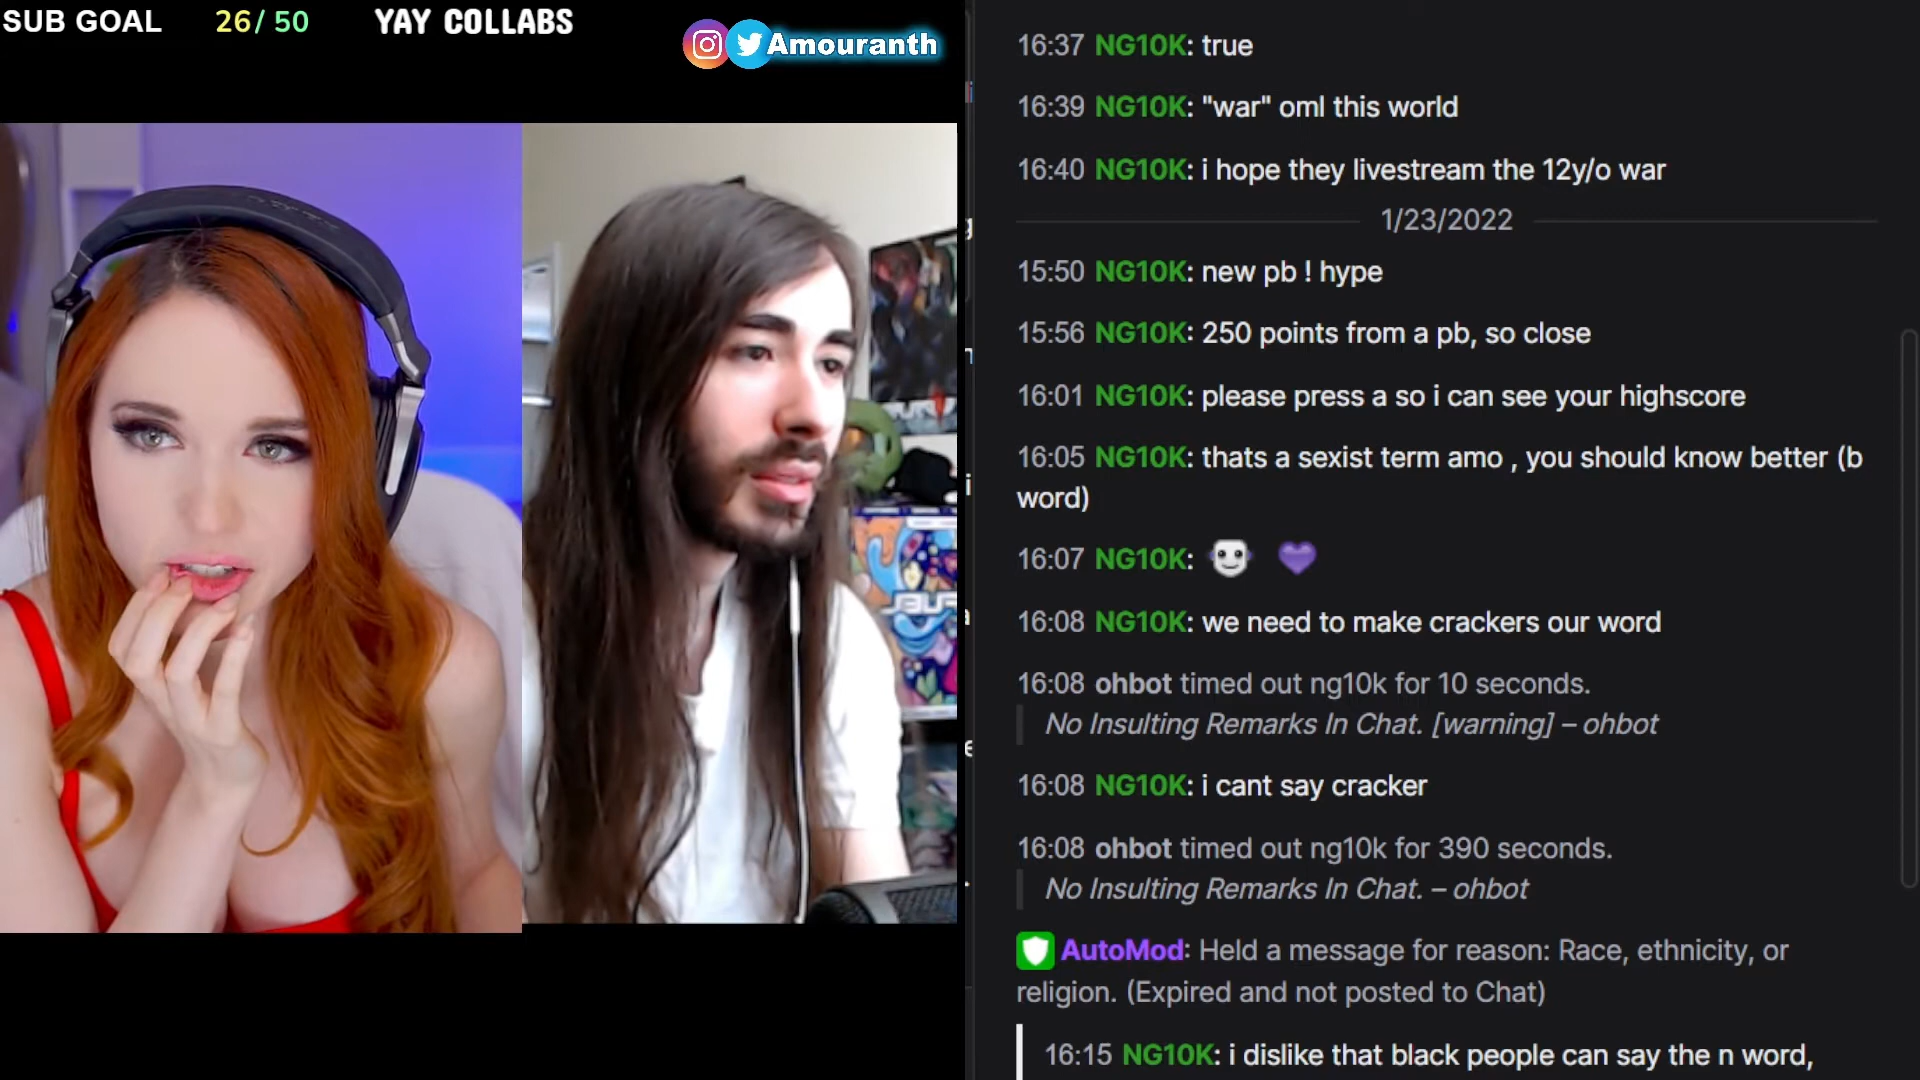 SUB GOAL 26/ 50 YAY COLLABS
Amouranth
16:37 NG10K: true
16:39 NG10K: "war" oml this world
16:40 NG10K: i hope they livestream the 12y/o war
1/23/2022
15:50 NG10K: new pb ! hype
15:56 NG10K: 250 points from a pb, so close
16:01 NG10K: please press a so i can see your highscore
16:05 NG10K: thats a sexist term amo , you should know better (b
word)
16:07 NG10K:
16:08 NG10K: we need to make crackers our word
16:08 ohbot timed out ng10k for 10 seconds.
No Insulting Remarks In Chat. [warning] – ohbot
16:08 NG10K: i cant say cracker
16:08 ohbot timed out ng10k for 390 seconds.
No Insulting Remarks In Chat. – ohbot
AutoMod: Held a message for reason: Race, ethnicity, or
religion. (Expired and not posted to Chat)
16:15 NG10K: i dislike that black people can say the n word,